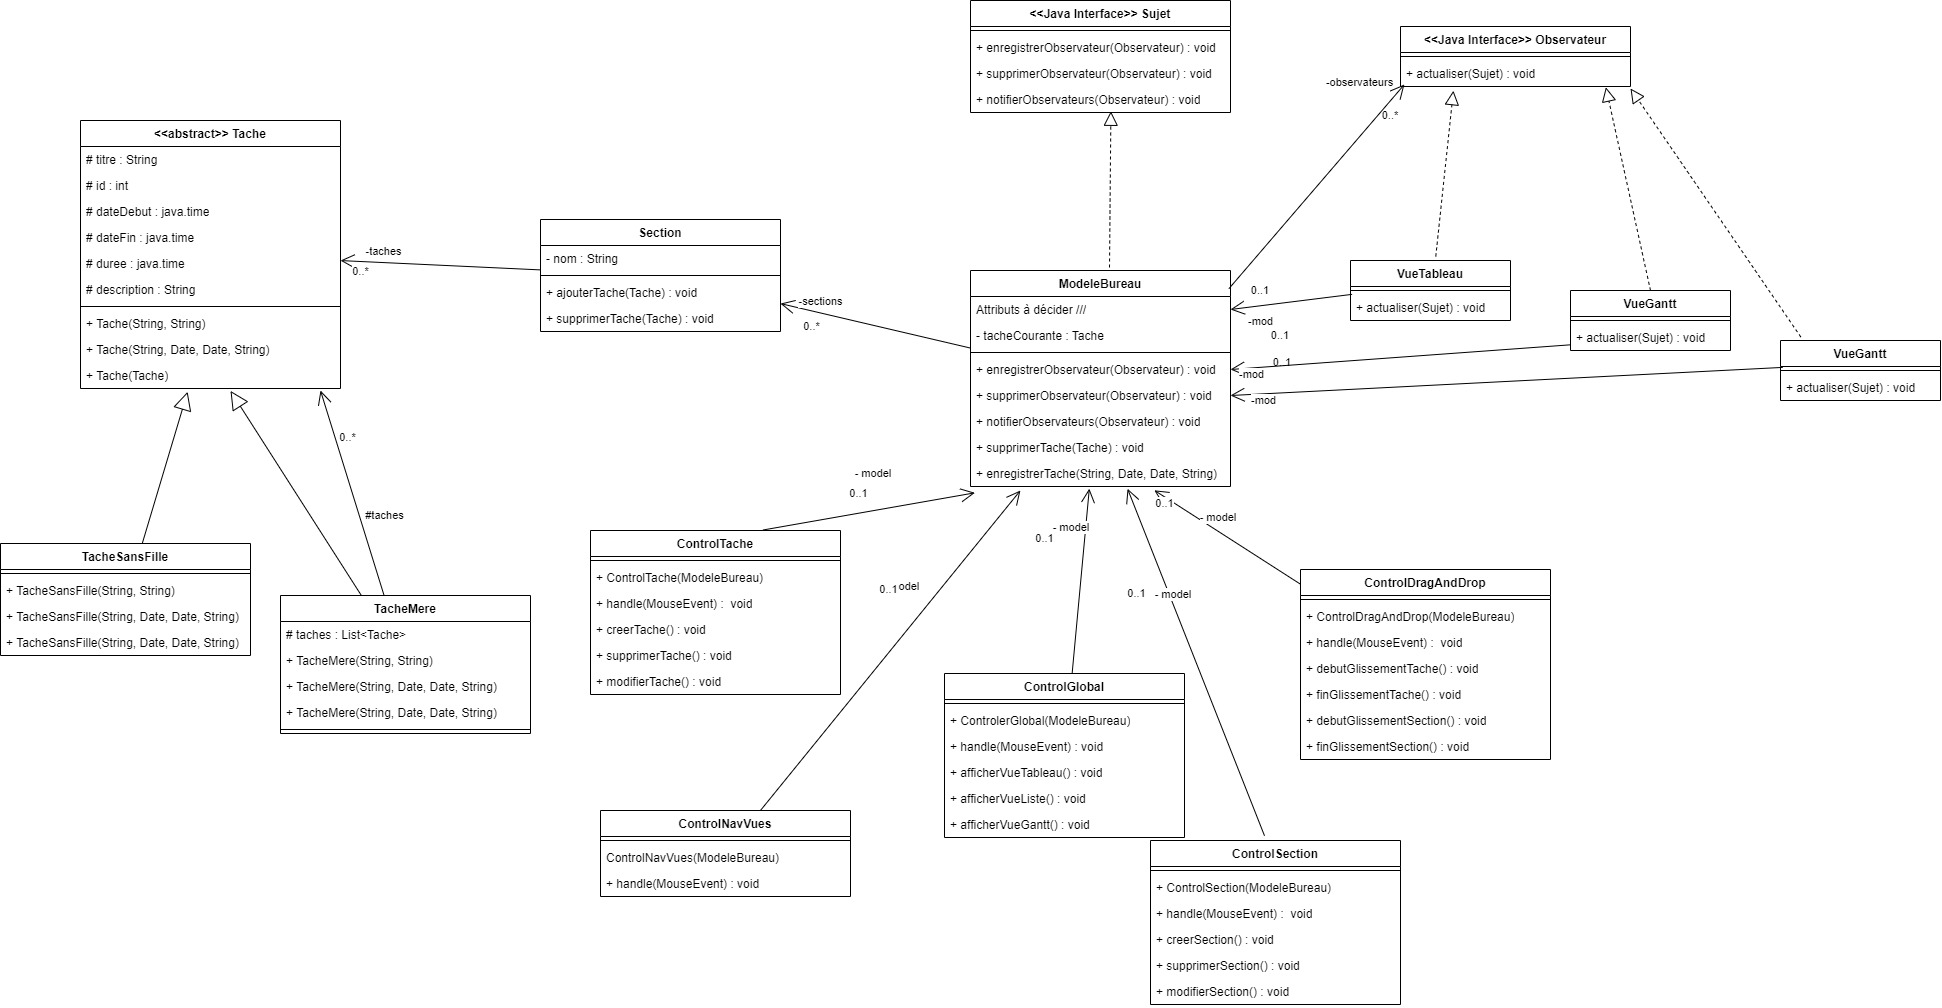 <<Java Interface>> Sujet
+ enregistrerObservateur(Observateur) : void
+ supprimerObservateur(Observateur) : void
+ notifierObservateurs(Observateur) : void
<<Java Interface>> Observateur
+ actualiser(Sujet) : void
-observateurs
0..*
<<abstract>> Tache
# titre : String
# id : int
# dateDebut : java.time
# dateFin : java.time
# duree : java.time
# description : String
+ Tache(String, String)
+ Tache(String, Date, Date, String)
+ Tache(Tache)
-taches
0..*
Section
- nom : String
+ ajouterTache(Tache) : void
+ supprimerTache(Tache) : void
-sections
0..*
ModeleBureau
Attributs à décider ///
- tacheCourante : Tache
+ enregistrerObservateur(Observateur) : void
+ supprimerObservateur(Observateur) : void
+ notifierObservateurs(Observateur) : void
+ supprimerTache(Tache) : void
+ enregistrerTache(String, Date, Date, String)
0..1
-mod
0..1
0..1
-mod
-mod
VueTableau
+ actualiser(Sujet) : void
VueGantt
+ actualiser(Sujet) : void
VueGantt
+ actualiser(Sujet) : void
0..*
#taches
TacheSansFille
+ TacheSansFille(String, String)
+ TacheSansFille(String, Date, Date, String)
+ TacheSansFille(String, Date, Date, String)
TacheMere
# taches : List<Tache>
+ TacheMere(String, String)
+ TacheMere(String, Date, Date, String)
+ TacheMere(String, Date, Date, String)
- model
0..1
ControlTache
+ ControlTache(ModeleBureau)
+ handle(MouseEvent) : void
+ creerTache() : void
+ supprimerTache() : void
+ modifierTache() : void
0..1 odel
ControlNavVues
ControlNavVues(ModeleBureau)
+ handle(MouseEvent) : void
- model
0..1
ControlGlobal
+ ControlerGlobal(ModeleBureau)
+ handle(MouseEvent) : void
+ afficherVueTableau() : void
+ afficherVueListe() : void
+ afficherVueGantt() : void
0..1 - model
ControlSection
+ ControlSection(ModeleBureau)
+ handle(MouseEvent) : void
+ creerSection() : void
+ supprimerSection() : void
+ modifierSection() : void
0..1
- model
ControlDragAndDrop
+ ControlDragAndDrop(ModeleBureau)
+ handle(MouseEvent) : void
+ debutGlissementTache() : void
+ finGlissementTache() : void
+ debutGlissementSection() : void
+ finGlissementSection() : void